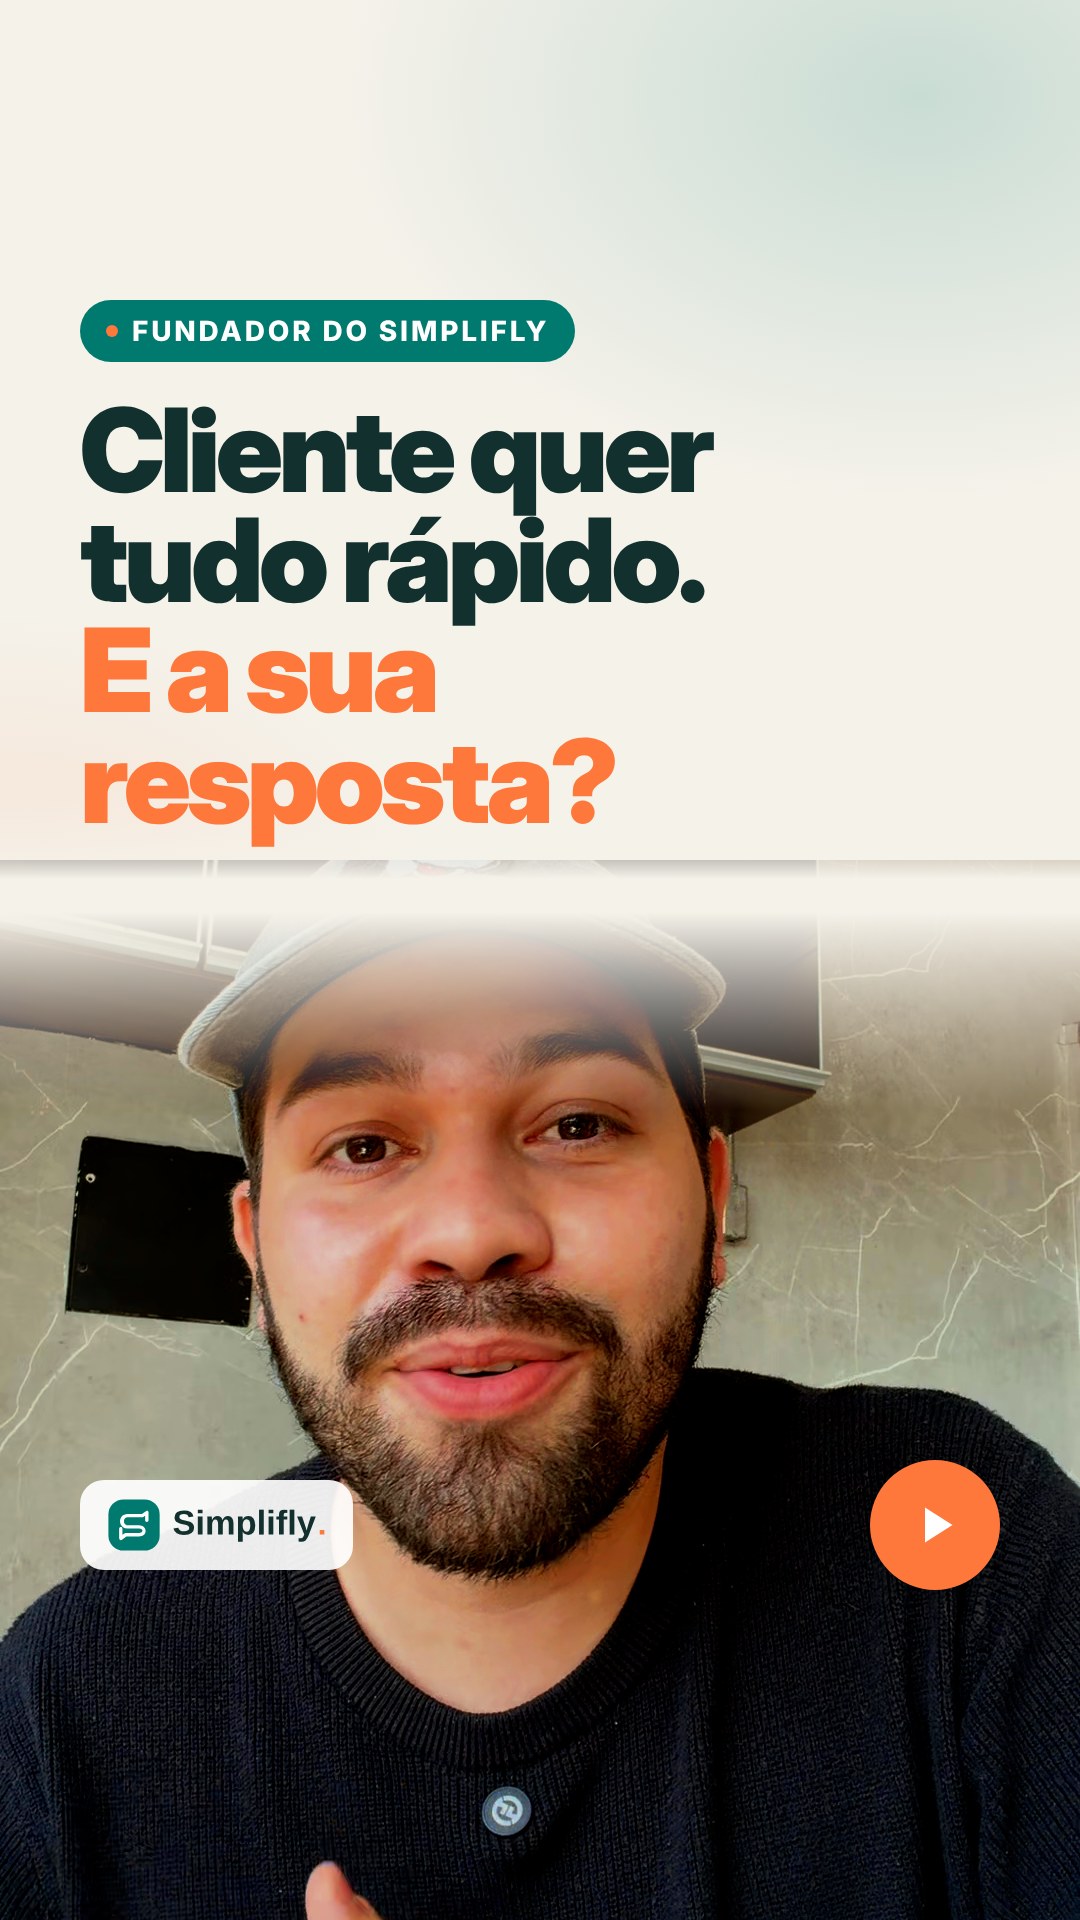 FUNDADOR DO SIMPLIFLY
Cliente quer
tudo rápido.
E a sua
resposta?
Simplifly.